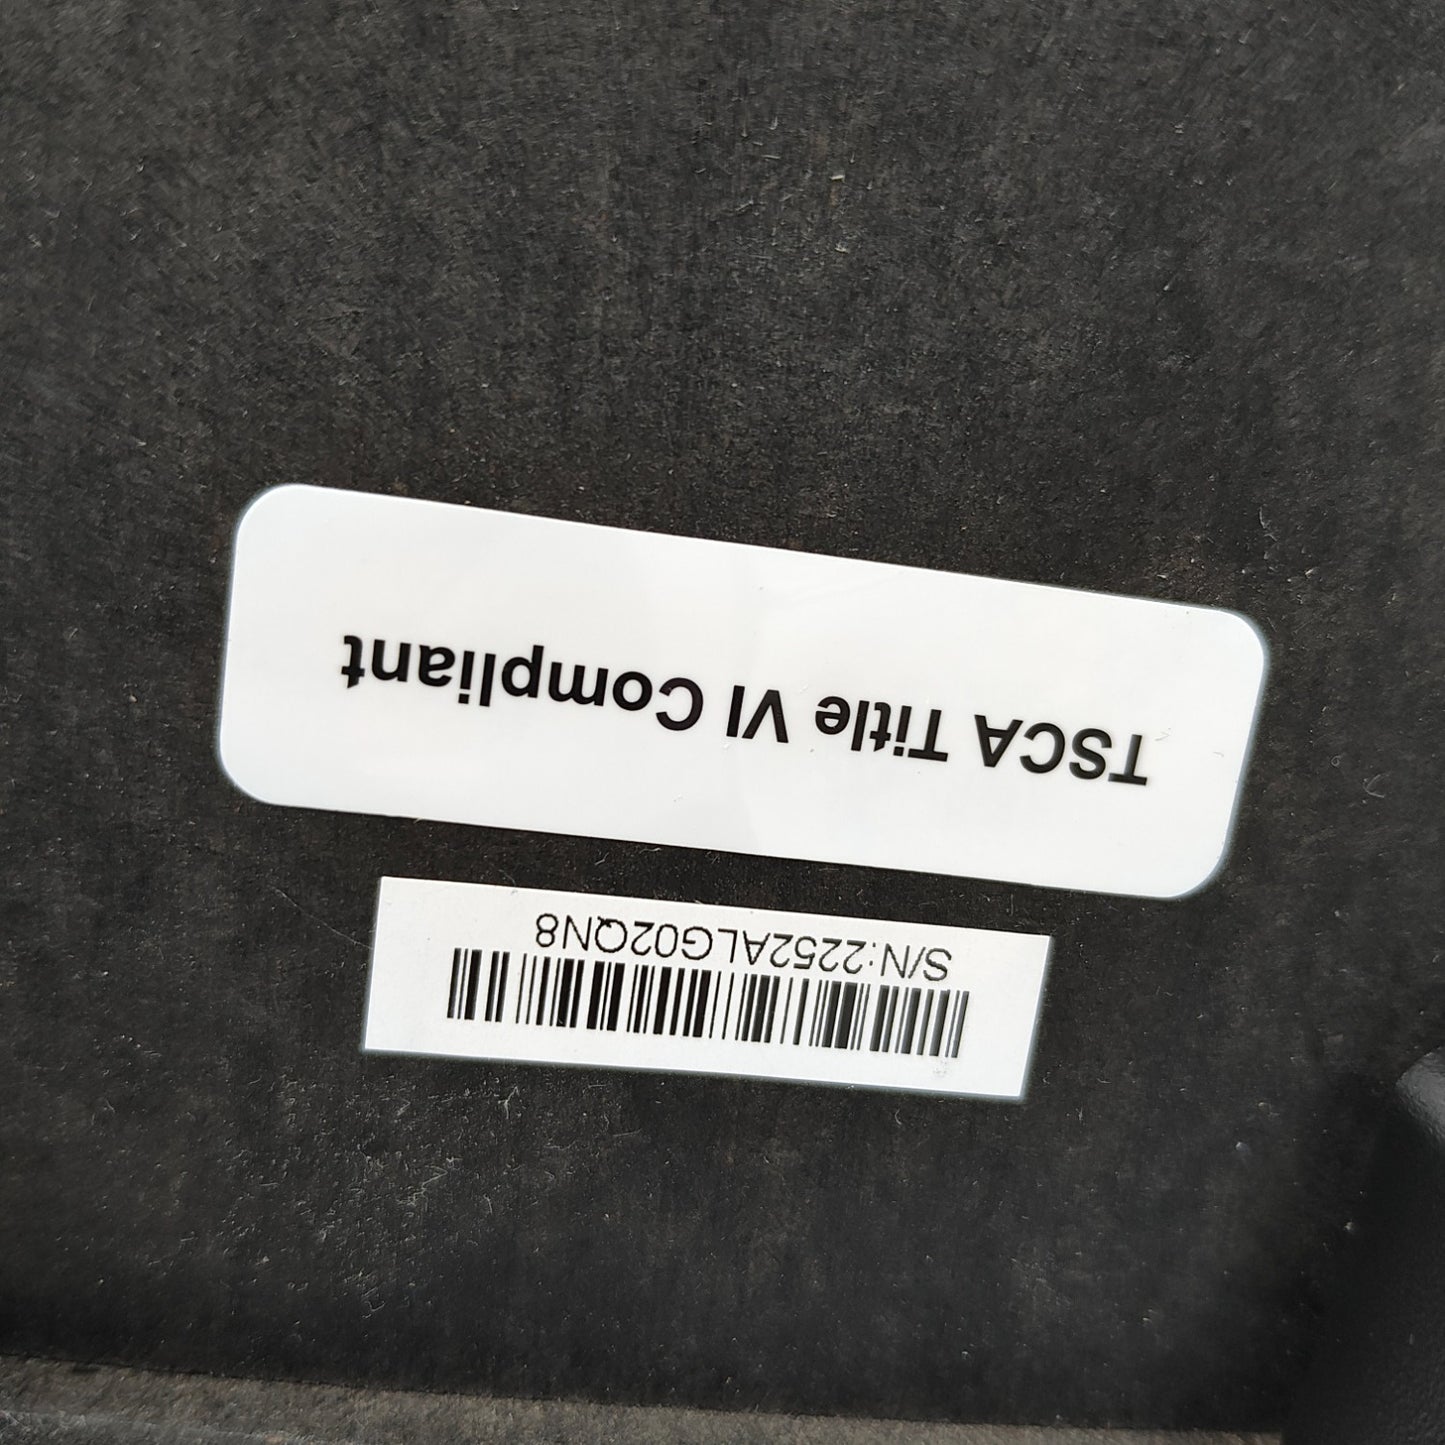 S/N:2252ALG02QN8
TSCA Title VI Compliant